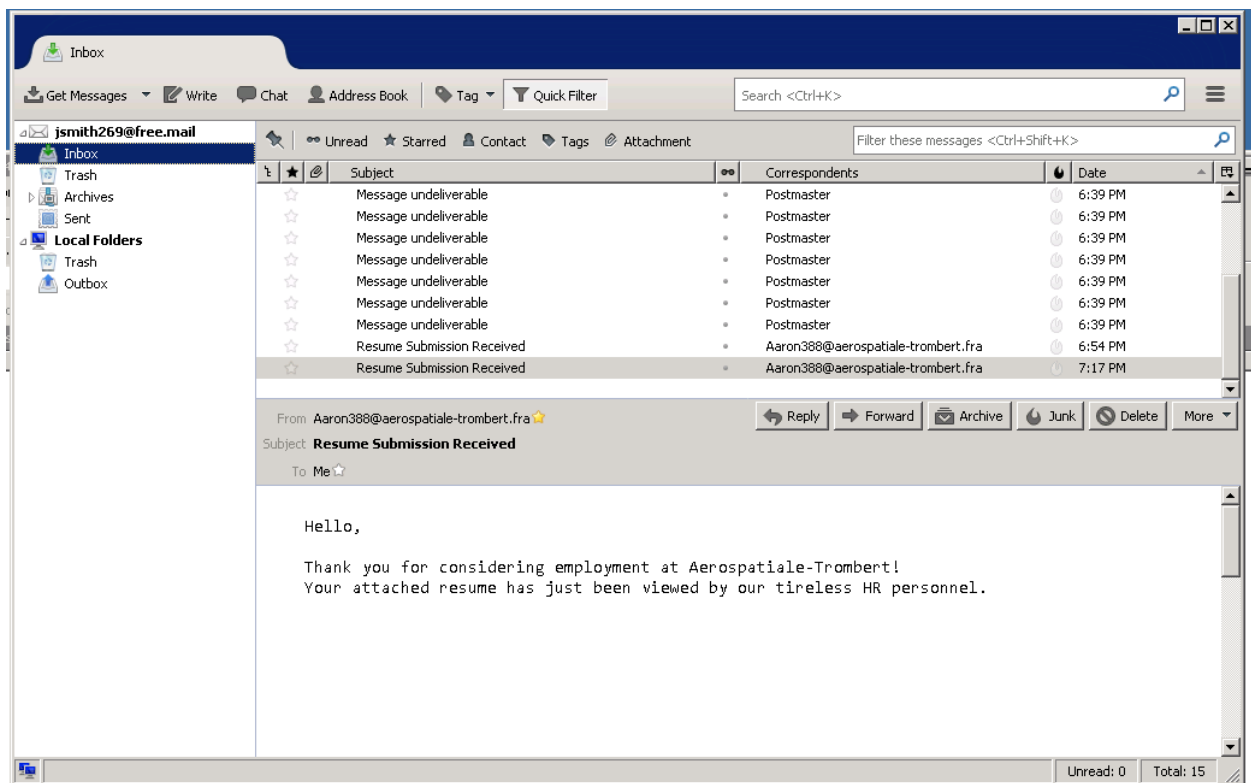 Inbox
Get Messages Write Chat Address Book Tag Quick Filter Search <Ctrl+K>
jsmith269@free.mail
Inbox
Trash
Archives
Sent
Local Folders
Trash
Outbox
Unread Starred Contact Tags Attachment Filter these messages <Ctrl+Shift+K>
Subject Correspondents Date
Message undeliverable Postmaster 6:39 PM
Message undeliverable Postmaster 6:39 PM
Message undeliverable Postmaster 6:39 PM
Message undeliverable Postmaster 6:39 PM
Message undeliverable Postmaster 6:39 PM
Message undeliverable Postmaster 6:39 PM
Message undeliverable Postmaster 6:39 PM
Resume Submission Received Aaron388@aerospatiale-trombert.fra 6:54 PM
Resume Submission Received Aaron388@aerospatiale-trombert.fra 7:17 PM
From Aaron388@aerospatiale-trombert.fra Reply Forward Archive Junk Delete More
Subject Resume Submission Received
To Me
Hello,
Thank you for considering employment at Aerospatiale-Trombert!
Your attached resume has just been viewed by our tireless HR personnel.
Unread: 0 Total: 15